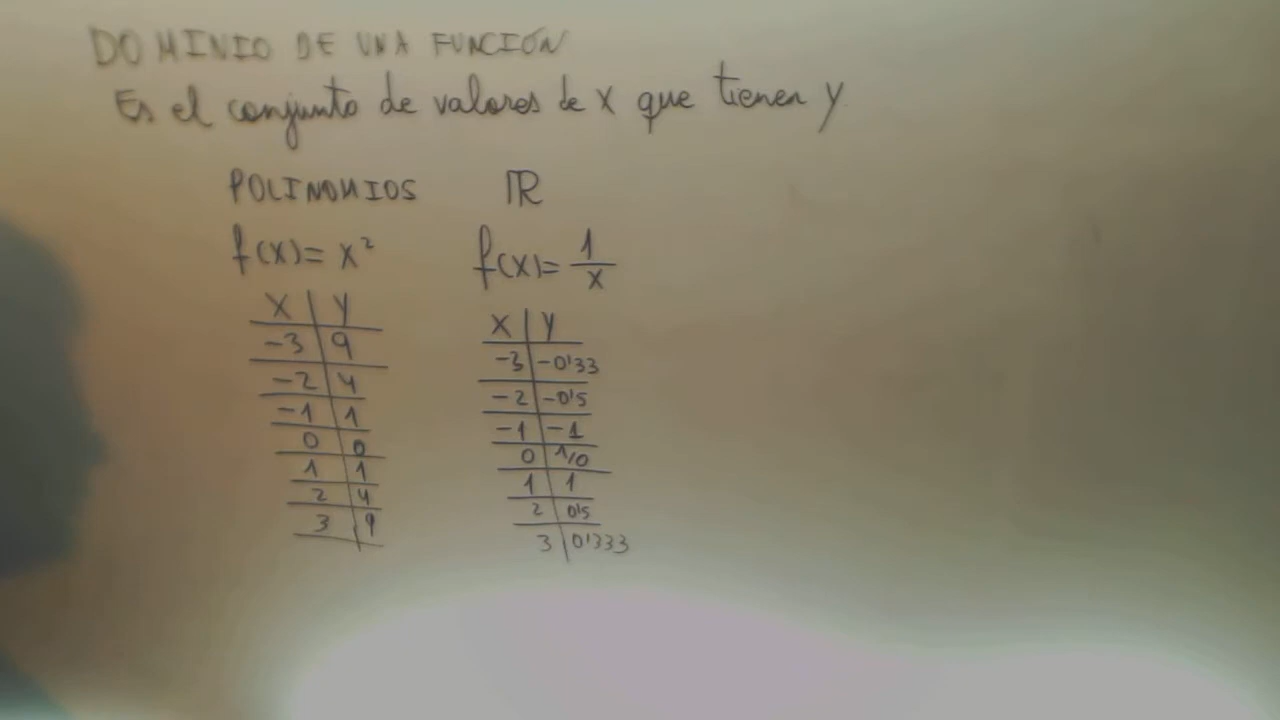 DOMINIO DE UNA FUNCIÓN
Es el conjunto de valores de x que tienen y
POLINOMIOS ℝ
f(x)= x²
X | Y
-3 | 9
-2 | 4
-1 | 1
0 | 0
1 | 1
2 | 4
3 | 9
f(x)= 1/x
X | Y
-3 | -0'33
-2 | -0'5
-1 | -1
0 | 1/0
1 | 1
2 | 0'5
3 | 0'333